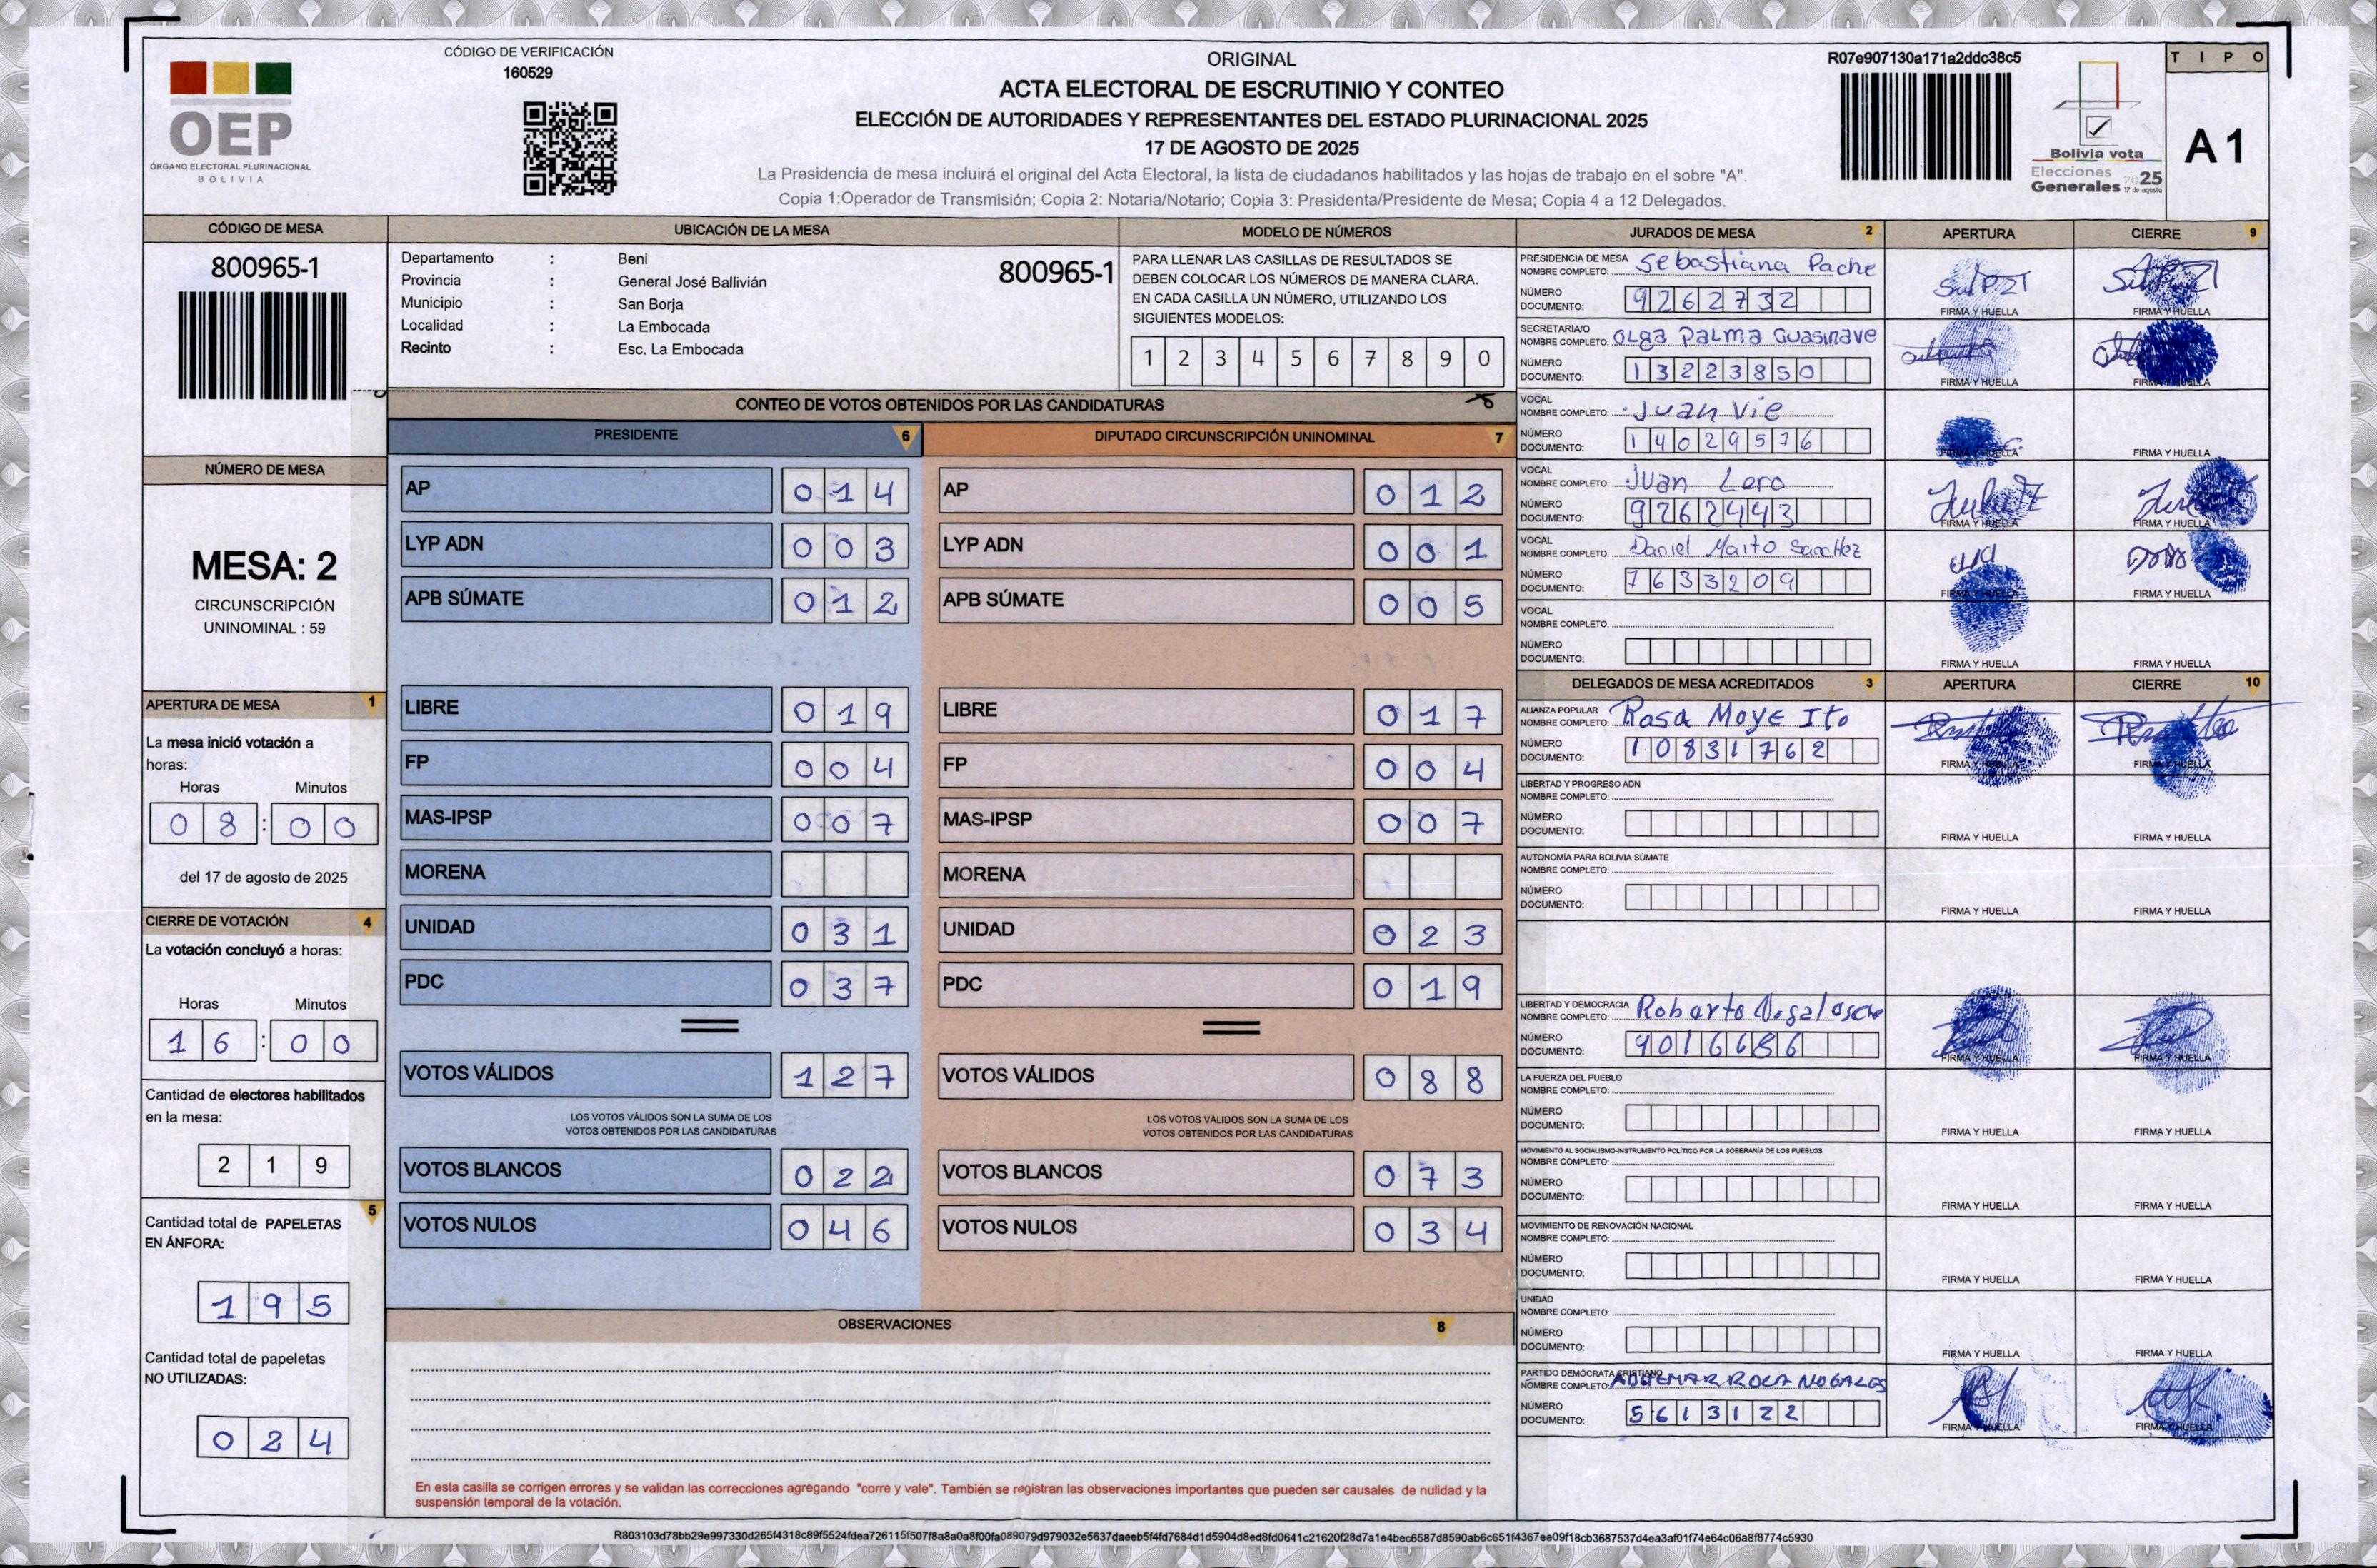 CÓDIGO DE VERIFICACIÓN
160529
OEP
ÓRGANO ELECTORAL PLURINACIONAL
BOLIVIA
ORIGINAL
ACTA ELECTORAL DE ESCRUTINIO Y CONTEO
ELECCIÓN DE AUTORIDADES Y REPRESENTANTES DEL ESTADO PLURINACIONAL 2025
17 DE AGOSTO DE 2025
La Presidencia de mesa incluirá el original del Acta Electoral, la lista de ciudadanos habilitados y las hojas de trabajo en el sobre "A".
Copia 1:Operador de Transmisión; Copia 2: Notaria/Notario; Copia 3: Presidenta/Presidente de Mesa; Copia 4 a 12 Delegados.
R07e907130a171a2ddc38c5
Bolivia vota
Elecciones
Generales 2025
17 de agosto
TIPO
A1
CÓDIGO DE MESA
800965-1
NÚMERO DE MESA
MESA: 2
CIRCUNSCRIPCIÓN
UNINOMINAL : 59
APERTURA DE MESA 1
La mesa inició votación a
horas:
Horas Minutos
08:00
del 17 de agosto de 2025
CIERRE DE VOTACIÓN 4
La votación concluyó a horas:
Horas Minutos
16:00
Cantidad de electores habilitados
en la mesa:
219
5
Cantidad total de PAPELETAS
EN ÁNFORA:
195
Cantidad total de papeletas
NO UTILIZADAS:
024
UBICACIÓN DE LA MESA
Departamento : Beni
800965-1
Provincia : General José Ballivián
Municipio : San Borja
Localidad : La Embocada
Recinto : Esc. La Embocada
MODELO DE NÚMEROS
PARA LLENAR LAS CASILLAS DE RESULTADOS SE
DEBEN COLOCAR LOS NÚMEROS DE MANERA CLARA.
EN CADA CASILLA UN NÚMERO, UTILIZANDO LOS
SIGUIENTES MODELOS:
1 2 3 4 5 6 7 8 9 0
CONTEO DE VOTOS OBTENIDOS POR LAS CANDIDATURAS
PRESIDENTE 6
AP 014
LYP ADN 003
APB SÚMATE 012
LIBRE 019
FP 004
MAS-IPSP 007
MORENA
UNIDAD 031
PDC 037
VOTOS VÁLIDOS 127
LOS VOTOS VÁLIDOS SON LA SUMA DE LOS
VOTOS OBTENIDOS POR LAS CANDIDATURAS
VOTOS BLANCOS 022
VOTOS NULOS 046
DIPUTADO CIRCUNSCRIPCIÓN UNINOMINAL 7
AP 012
LYP ADN 001
APB SÚMATE 005
LIBRE 017
FP 004
MAS-IPSP 007
MORENA
UNIDAD 023
PDC 019
VOTOS VÁLIDOS 088
LOS VOTOS VÁLIDOS SON LA SUMA DE LOS
VOTOS OBTENIDOS POR LAS CANDIDATURAS
VOTOS BLANCOS 073
VOTOS NULOS 034
OBSERVACIONES 8
En esta casilla se corrigen errores y se validan las correcciones agregando "corre y vale". También se registran las observaciones importantes que pueden ser causales de nulidad y la
suspensión temporal de la votación.
JURADOS DE MESA 2 APERTURA CIERRE 9
PRESIDENCIA DE MESA
NOMBRE COMPLETO: Sebastiana Pache
NÚMERO
DOCUMENTO: 9262732
FIRMA Y HUELLA FIRMA Y HUELLA
SECRETARIA/O
NOMBRE COMPLETO: OLga PaLma Guasinave
NÚMERO
DOCUMENTO: 13223850
FIRMA Y HUELLA FIRMA Y HUELLA
VOCAL
NOMBRE COMPLETO: Juan Vie
NÚMERO
DOCUMENTO: 14029576
FIRMA Y HUELLA FIRMA Y HUELLA
VOCAL
NOMBRE COMPLETO: Juan Lero
NÚMERO
DOCUMENTO: 9262443
FIRMA Y HUELLA FIRMA Y HUELLA
VOCAL
NOMBRE COMPLETO: Daniel Maito Sanchez
NÚMERO
DOCUMENTO: 7633209
FIRMA Y HUELLA FIRMA Y HUELLA
VOCAL
NOMBRE COMPLETO:
NÚMERO
DOCUMENTO:
FIRMA Y HUELLA FIRMA Y HUELLA
DELEGADOS DE MESA ACREDITADOS 3 APERTURA CIERRE 10
ALIANZA POPULAR
NOMBRE COMPLETO: Rosa Moye Ito
NÚMERO
DOCUMENTO: 10831762
FIRMA Y HUELLA FIRMA Y HUELLA
LIBERTAD Y PROGRESO ADN
NOMBRE COMPLETO:
NÚMERO
DOCUMENTO:
FIRMA Y HUELLA FIRMA Y HUELLA
AUTONOMÍA PARA BOLIVIA SÚMATE
NOMBRE COMPLETO:
NÚMERO
DOCUMENTO:
FIRMA Y HUELLA FIRMA Y HUELLA
LIBERTAD Y DEMOCRACIA
NOMBRE COMPLETO: Roberto
NÚMERO
DOCUMENTO: 9016686
FIRMA Y HUELLA FIRMA Y HUELLA
LA FUERZA DEL PUEBLO
NOMBRE COMPLETO:
NÚMERO
DOCUMENTO:
FIRMA Y HUELLA FIRMA Y HUELLA
MOVIMIENTO AL SOCIALISMO-INSTRUMENTO POLÍTICO POR LA SOBERANÍA DE LOS PUEBLOS
NOMBRE COMPLETO:
NÚMERO
DOCUMENTO:
FIRMA Y HUELLA FIRMA Y HUELLA
MOVIMIENTO DE RENOVACIÓN NACIONAL
NOMBRE COMPLETO:
NÚMERO
DOCUMENTO:
FIRMA Y HUELLA FIRMA Y HUELLA
UNIDAD
NOMBRE COMPLETO:
NÚMERO
DOCUMENTO:
FIRMA Y HUELLA FIRMA Y HUELLA
PARTIDO DEMÓCRATA CRISTIANO
NOMBRE COMPLETO: ROCA NOGALES
NÚMERO
DOCUMENTO: 5613122
FIRMA Y HUELLA FIRMA Y HUELLA